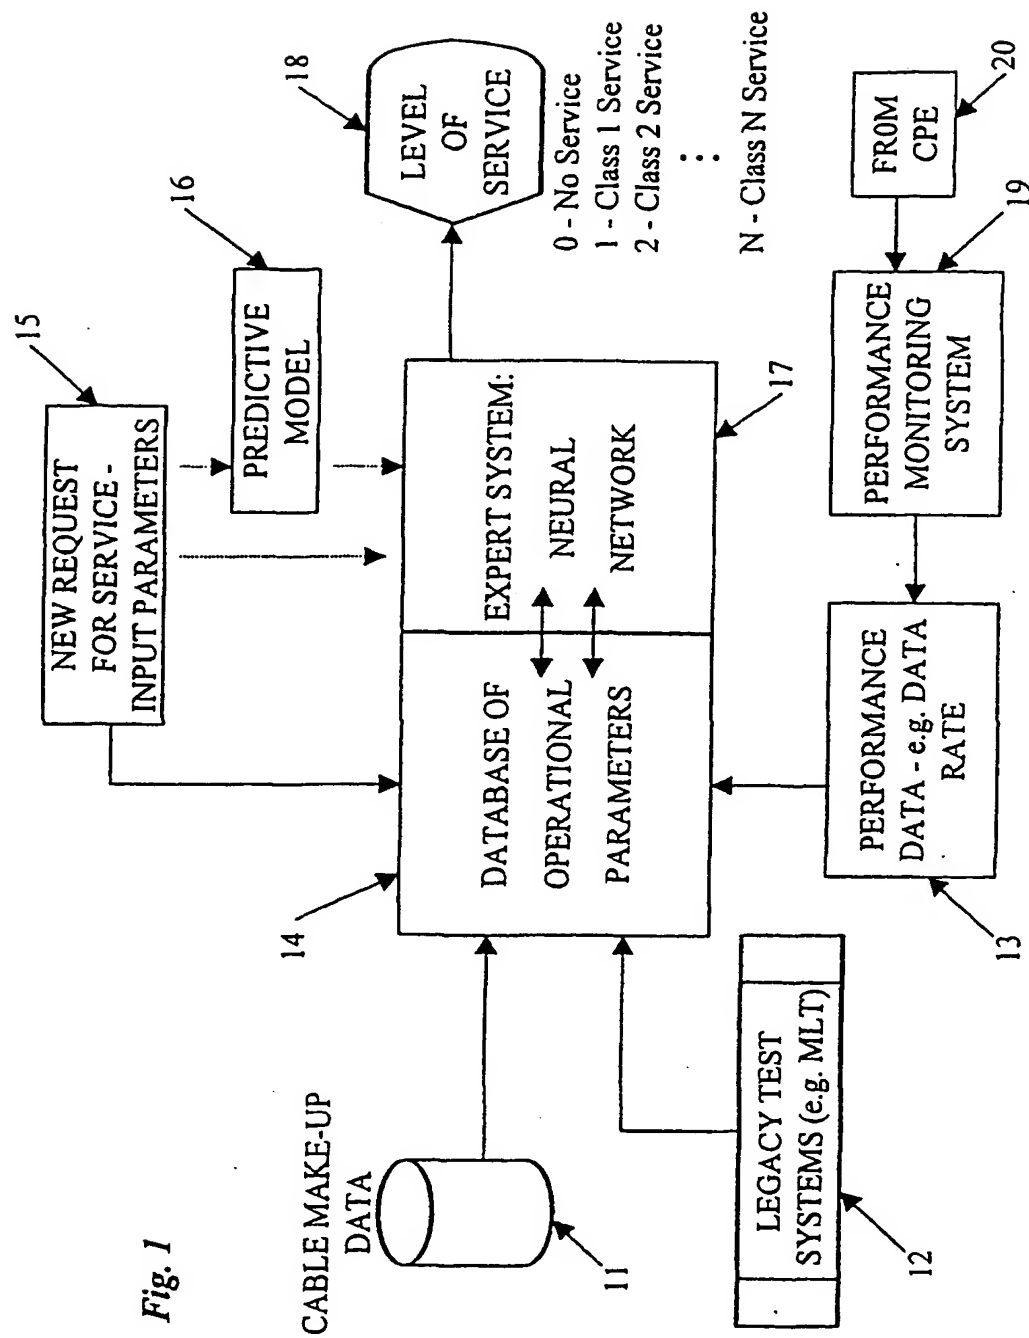 Fig. 1
CABLE MAKE-UP
DATA
11
LEGACY TEST
SYSTEMS (e.g. MLT)
12
14
DATABASE OF
OPERATIONAL
PARAMETERS
EXPERT SYSTEM:
NEURAL
NETWORK
17
NEW REQUEST
FOR SERVICE -
INPUT PARAMETERS
15
PREDICTIVE
MODEL
16
LEVEL
OF
SERVICE
18
0 - No Service
1 - Class 1 Service
2 - Class 2 Service
⋮
N - Class N Service
PERFORMANCE
DATA - e.g. DATA
RATE
13
PERFORMANCE
MONITORING
SYSTEM
19
FROM
CPE
20